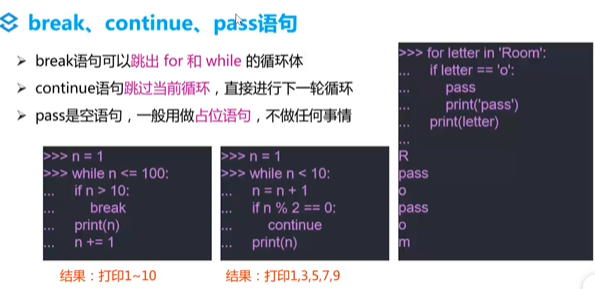 break、continue、pass语句
break语句可以跳出 for 和 while 的循环体
continue语句跳过当前循环，直接进行下一轮循环
pass是空语句，一般用做占位语句，不做任何事情
>>> n = 1
>>> while n <= 100:
...     if n > 10:
...         break
...     print(n)
...     n += 1
结果：打印1~10
>>> n = 1
>>> while n < 10:
...     n = n + 1
...     if n % 2 == 0:
...         continue
...     print(n)
结果：打印1,3,5,7,9
>>> for letter in 'Room':
...     if letter == 'o':
...         pass
...         print('pass')
...     print(letter)
...
R
pass
o
pass
o
m